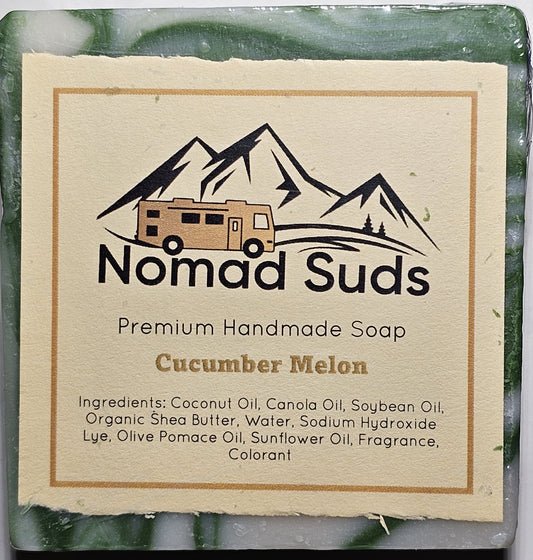 Nomad Suds
Premium Handmade Soap
Cucumber Melon
Ingredients: Coconut Oil, Canola Oil, Soybean Oil,
Organic Shea Butter, Water, Sodium Hydroxide
Lye, Olive Pomace Oil, Sunflower Oil, Fragrance,
Colorant